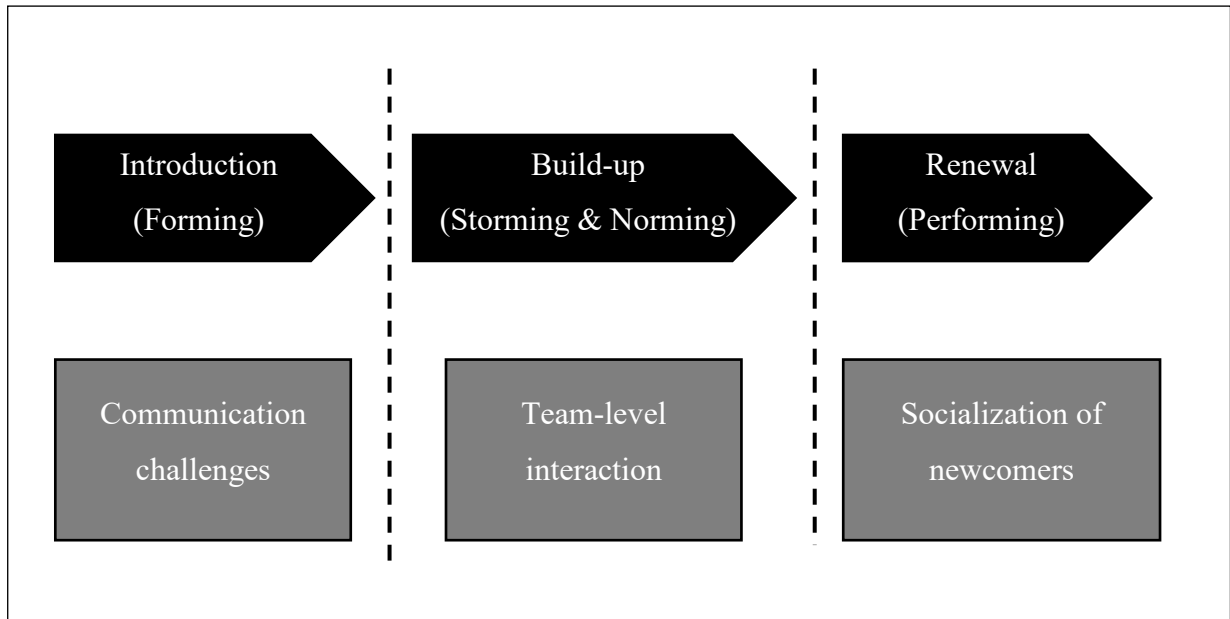 Introduction
(Forming)
Build-up
(Storming & Norming)
Renewal
(Performing)
Communication
challenges
Team-level
interaction
Socialization of
newcomers